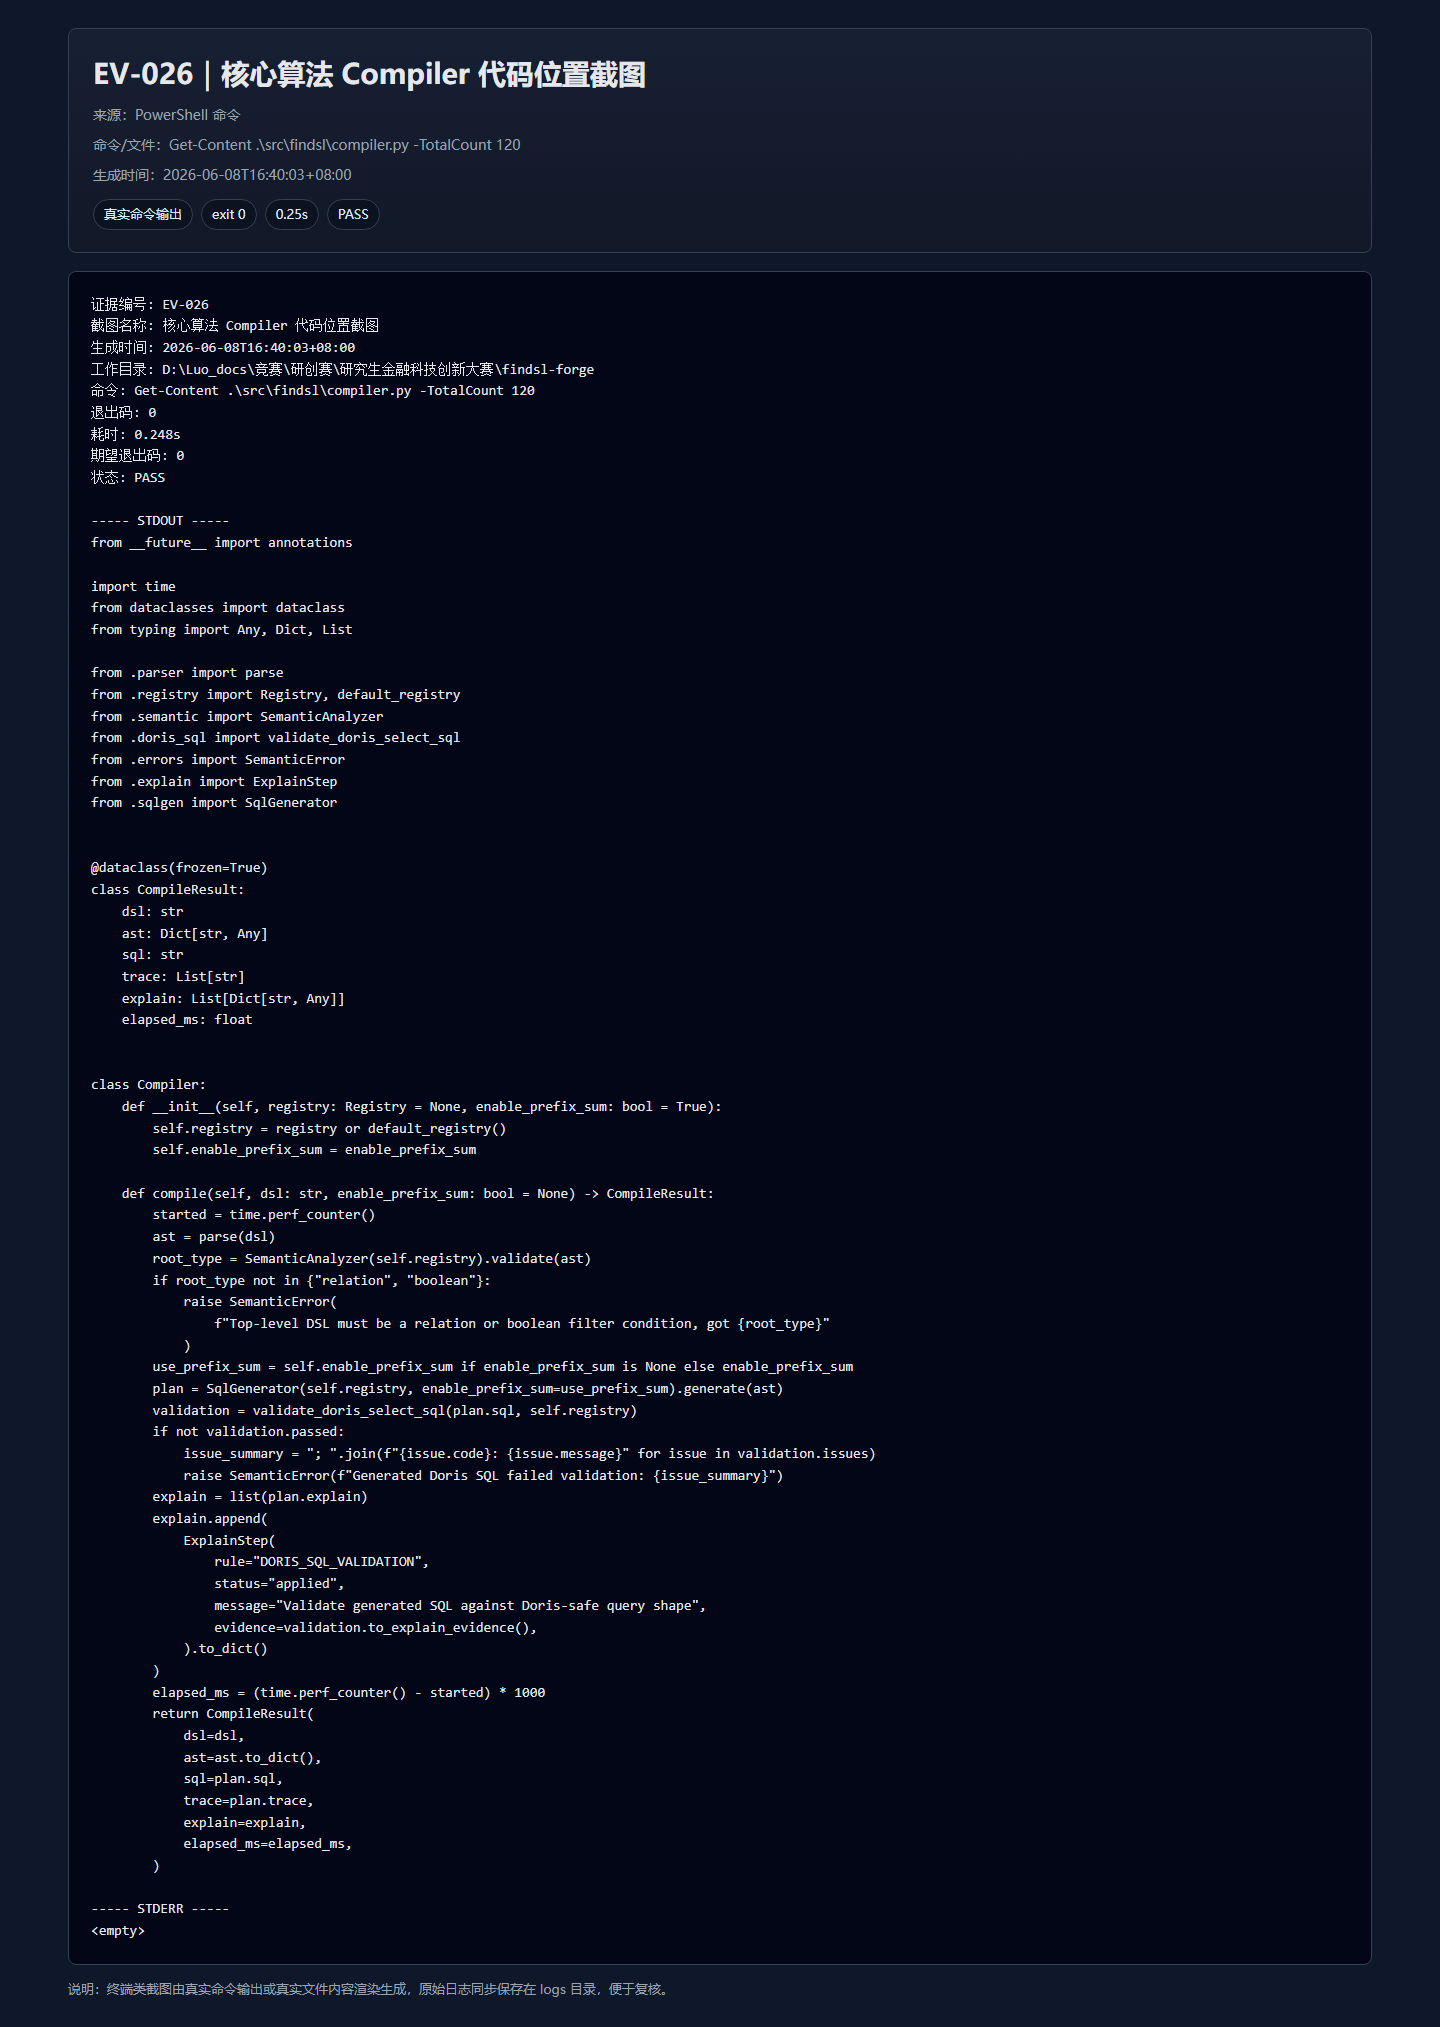 EV-026｜核心算法 Compiler 代码位置截图
来源：PowerShell 命令
命令/文件：Get-Content .\src\findsl\compiler.py -TotalCount 120
生成时间：2026-06-08T16:40:03+08:00
真实命令输出 exit 0 0.25s PASS
证据编号: EV-026
截图名称: 核心算法 Compiler 代码位置截图
生成时间: 2026-06-08T16:40:03+08:00
工作目录: D:\Luo_docs\竞赛\研创赛\研究生金融科技创新大赛\findsl-forge
命令: Get-Content .\src\findsl\compiler.py -TotalCount 120
退出码: 0
耗时: 0.248s
期望退出码: 0
状态: PASS
----- STDOUT -----
from __future__ import annotations
import time
from dataclasses import dataclass
from typing import Any, Dict, List
from .parser import parse
from .registry import Registry, default_registry
from .semantic import SemanticAnalyzer
from .doris_sql import validate_doris_select_sql
from .errors import SemanticError
from .explain import ExplainStep
from .sqlgen import SqlGenerator
@dataclass(frozen=True)
class CompileResult:
    dsl: str
    ast: Dict[str, Any]
    sql: str
    trace: List[str]
    explain: List[Dict[str, Any]]
    elapsed_ms: float
class Compiler:
    def __init__(self, registry: Registry = None, enable_prefix_sum: bool = True):
        self.registry = registry or default_registry()
        self.enable_prefix_sum = enable_prefix_sum
    def compile(self, dsl: str, enable_prefix_sum: bool = None) -> CompileResult:
        started = time.perf_counter()
        ast = parse(dsl)
        root_type = SemanticAnalyzer(self.registry).validate(ast)
        if root_type not in {"relation", "boolean"}:
            raise SemanticError(
                f"Top-level DSL must be a relation or boolean filter condition, got {root_type}"
            )
        use_prefix_sum = self.enable_prefix_sum if enable_prefix_sum is None else enable_prefix_sum
        plan = SqlGenerator(self.registry, enable_prefix_sum=use_prefix_sum).generate(ast)
        validation = validate_doris_select_sql(plan.sql, self.registry)
        if not validation.passed:
            issue_summary = "; ".join(f"{issue.code}: {issue.message}" for issue in validation.issues)
            raise SemanticError(f"Generated Doris SQL failed validation: {issue_summary}")
        explain = list(plan.explain)
        explain.append(
            ExplainStep(
                rule="DORIS_SQL_VALIDATION",
                status="applied",
                message="Validate generated SQL against Doris-safe query shape",
                evidence=validation.to_explain_evidence(),
            ).to_dict()
        )
        elapsed_ms = (time.perf_counter() - started) * 1000
        return CompileResult(
            dsl=dsl,
            ast=ast.to_dict(),
            sql=plan.sql,
            trace=plan.trace,
            explain=explain,
            elapsed_ms=elapsed_ms,
        )
----- STDERR -----
<empty>
说明：终端类截图由真实命令输出或真实文件内容渲染生成，原始日志同步保存在 logs 目录，便于复核。